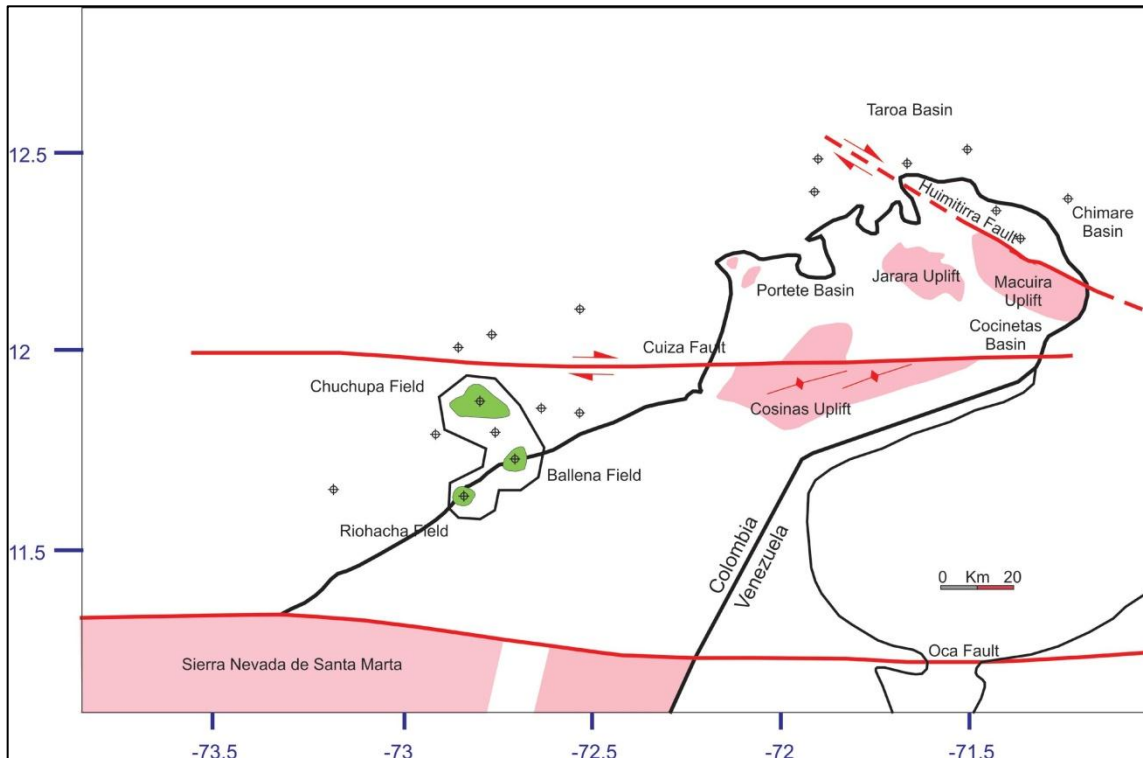 Taroa Basin
12.5
Huimitirra Fault
Chimare
Basin
Jarara Uplift
Macuira
Uplift
Portete Basin
Cocinetas
Basin
12
Cuiza Fault
Chuchupa Field
Cosinas Uplift
Ballena Field
Riohacha Field
11.5
Colombia
Venezuela
0 Km 20
Oca Fault
Sierra Nevada de Santa Marta
-73.5
-73
-72.5
-72
-71.5